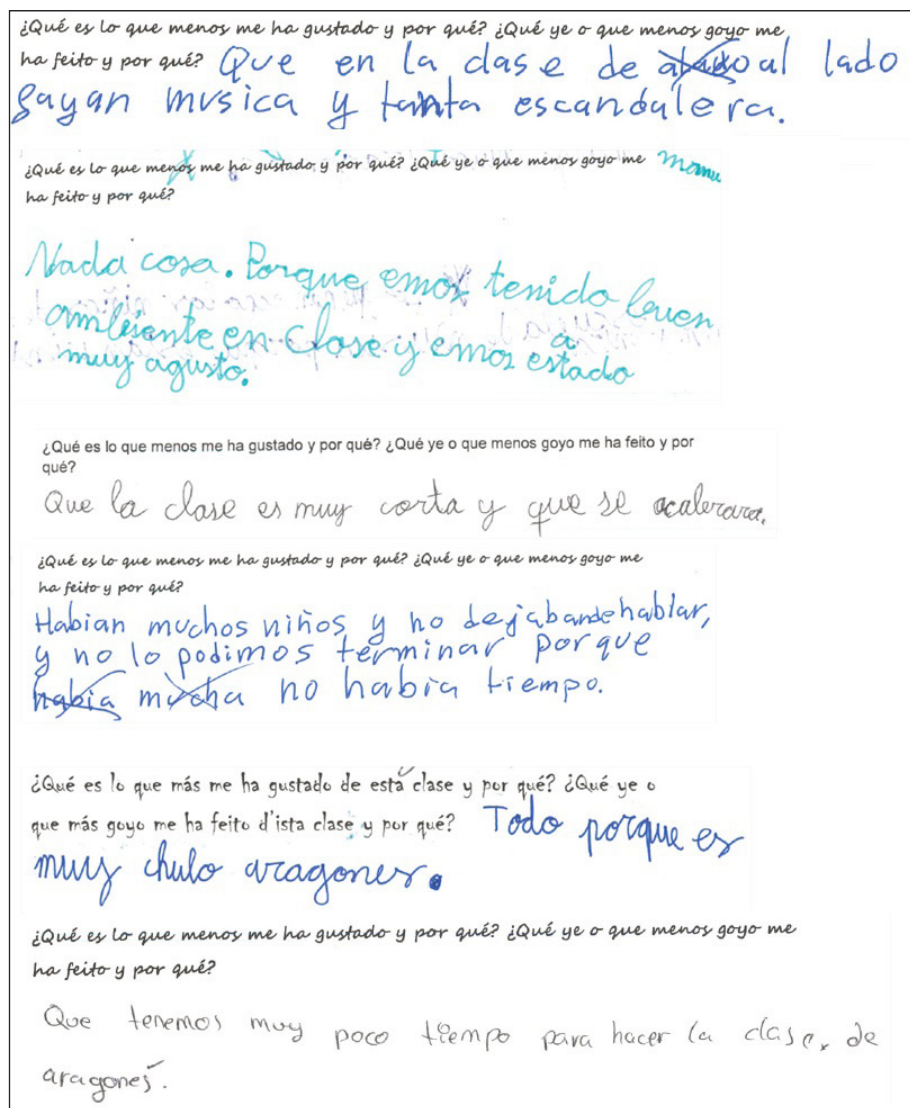 ¿Qué es lo que menos me ha gustado y por qué? ¿Qué ye o que menos goyo me
ha feito y por qué? Que en la clase de al lado
gayan musica y tanta escandalera.
¿Qué es lo que menos me ha gustado y por qué? ¿Qué ye o que menos goyo me
ha feito y por qué?
Nada cosa. Porque emos tenido buen
ambiente en clase y emos estado
muy agusto.
¿Qué es lo que menos me ha gustado y por qué? ¿Qué ye o que menos goyo me ha feito y por
qué?
Que la clase es muy corta y que se acalerara.
¿Qué es lo que menos me ha gustado y por qué? ¿Qué ye o que menos goyo me
ha feito y por qué?
Habian muchos niños y no dejaban de hablar,
y no lo podimos terminar porque
había mucha no habia tiempo.
¿Qué es lo que más me ha gustado de esta clase y por qué? ¿Qué ye o
que más goyo me ha feito d'ista clase y por qué? Todo porque es
muy chulo aragones.
¿Qué es lo que menos me ha gustado y por qué? ¿Qué ye o que menos goyo me
ha feito y por qué?
Que tenemos muy poco tiempo para hacer la clase, de
aragonés.